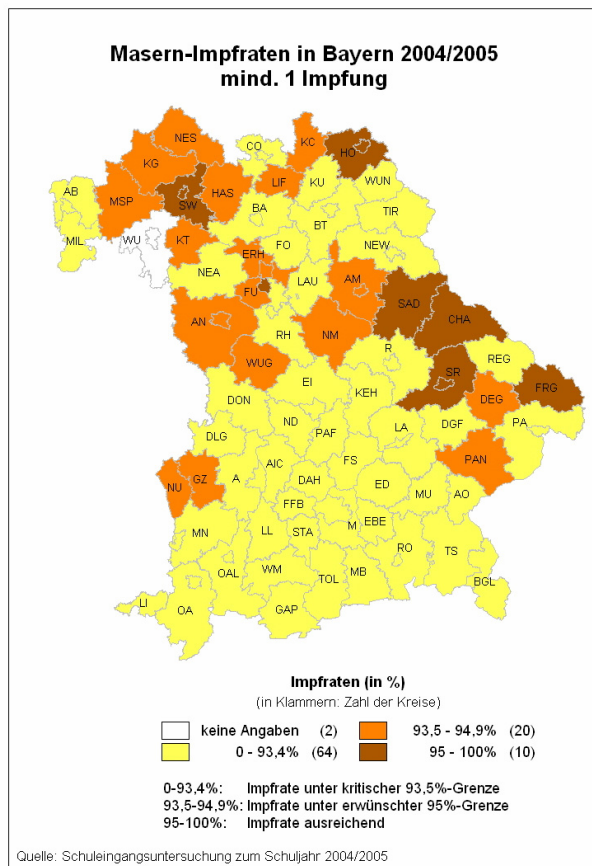 Masern-Impfraten in Bayern 2004/2005
mind. 1 Impfung
NES
CO
KC
HO
KG
LIF
KU
WUN
AB
MSP
SW
HAS
BA
BT
TIR
MIL
WU
KT
ERH
FO
NEW
NEA
FU
LAU
AM
SAD
CHA
AN
RH
NM
R
REG
WUG
EI
SR
DEG
FRG
DON
KEH
PA
DLG
ND
PAF
LA
DGF
PAN
NU
GZ
A
AIC
DAH
FS
ED
MU
AO
FFB
MN
LL
STA
M
EBE
RO
TS
OAL
WM
TOL
MB
BGL
LI
OA
GAP
Impfraten (in %)
(in Klammern: Zahl der Kreise)
keine Angaben (2) 93,5 - 94,9% (20)
0 - 93,4% (64) 95 - 100% (10)
0-93,4%: Impfrate unter kritischer 93,5%-Grenze
93,5-94,9%: Impfrate unter erwünschter 95%-Grenze
95-100%: Impfrate ausreichend
Quelle: Schuleingangsuntersuchung zum Schuljahr 2004/2005